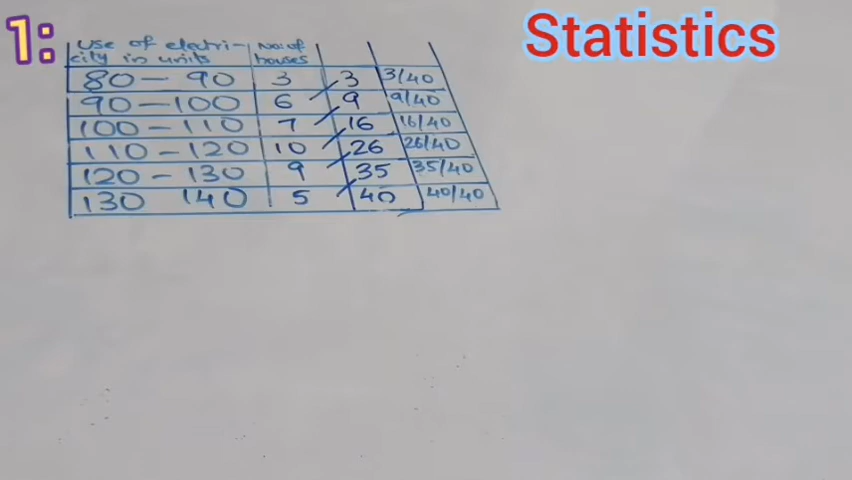 1:
Statistics
Use of electri- No: of
city in units houses
80 - 90 3 3 3/40
90 - 100 6 9 9/40
100 - 110 7 16 16/40
110 - 120 10 26 26/40
120 - 130 9 35 35/40
130 140 5 40 40/40